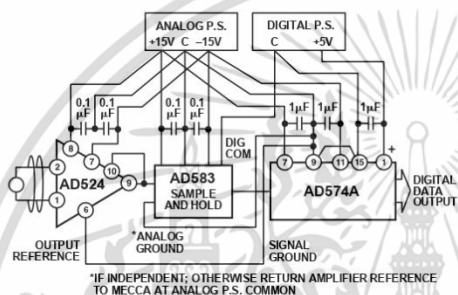 ANALOG P.S.
+15V C –15V
DIGITAL P.S.
C +5V
0.1 μF
0.1 μF
0.1 μF
0.1 μF
1μF
1μF
1μF
DIG COM
+
8
7
10
2
1
9
6
AD524
AD583
SAMPLE
AND HOLD
7
9
11
15
1
AD574A
DIGITAL
DATA
OUTPUT
OUTPUT
REFERENCE
*ANALOG
GROUND
SIGNAL
GROUND
*IF INDEPENDENT; OTHERWISE RETURN AMPLIFIER REFERENCE
TO MECCA AT ANALOG P.S. COMMON